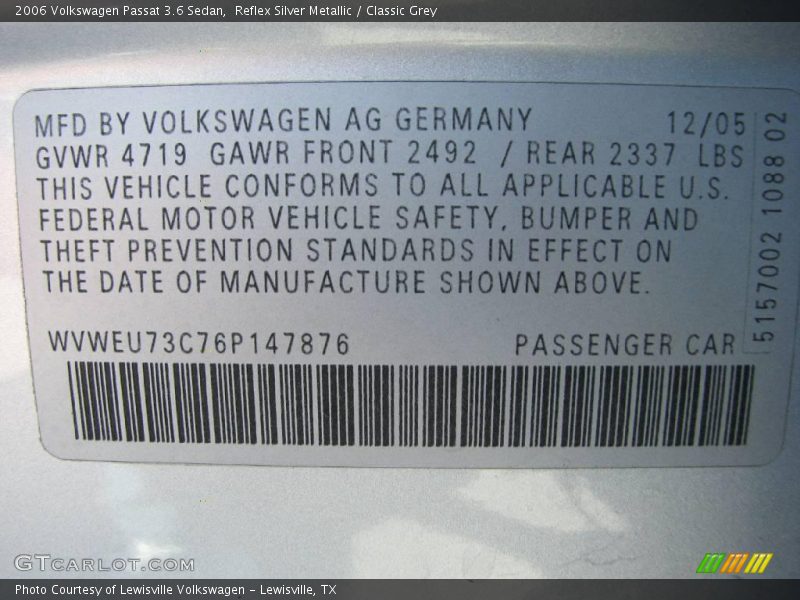 2006 Volkswagen Passat 3.6 Sedan,  Reflex Silver Metallic / Classic Grey
MFD BY VOLKSWAGEN AG GERMANY 12/05
GVWR 4719 GAWR FRONT 2492 / REAR 2337 LBS
THIS VEHICLE CONFORMS TO ALL APPLICABLE U.S.
FEDERAL MOTOR VEHICLE SAFETY, BUMPER AND
THEFT PREVENTION STANDARDS IN EFFECT ON
THE DATE OF MANUFACTURE SHOWN ABOVE.
WVWEU73C76P147876 PASSENGER CAR
5157002 1088 02
GTCARLOT.COM
Photo Courtesy of Lewisville Volkswagen - Lewisville, TX